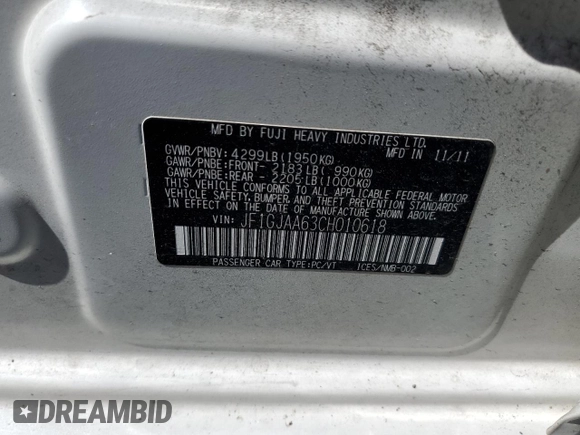 MFD BY FUJI HEAVY INDUSTRIES LTD.
MFD IN 11/11
GVWR/PNBV: 4299LB(1950KG)
GAWR/PNBE:FRONT- 2183LB( 990KG)
GAWR/PNBE:REAR - 2205LB(1000KG)
THIS VEHICLE CONFORMS TO ALL APPLICABLE FEDERAL MOTOR
VEHICLE SAFETY, BUMPER, AND THEFT PREVENTION STANDARDS
IN EFFECT ON THE DATE OF MANUFACTURE SHOWN ABOVE.
VIN: JF1GJAA63CH010618
PASSENGER CAR TYPE:PC/VT ICES/NMB-002
DREAMBID